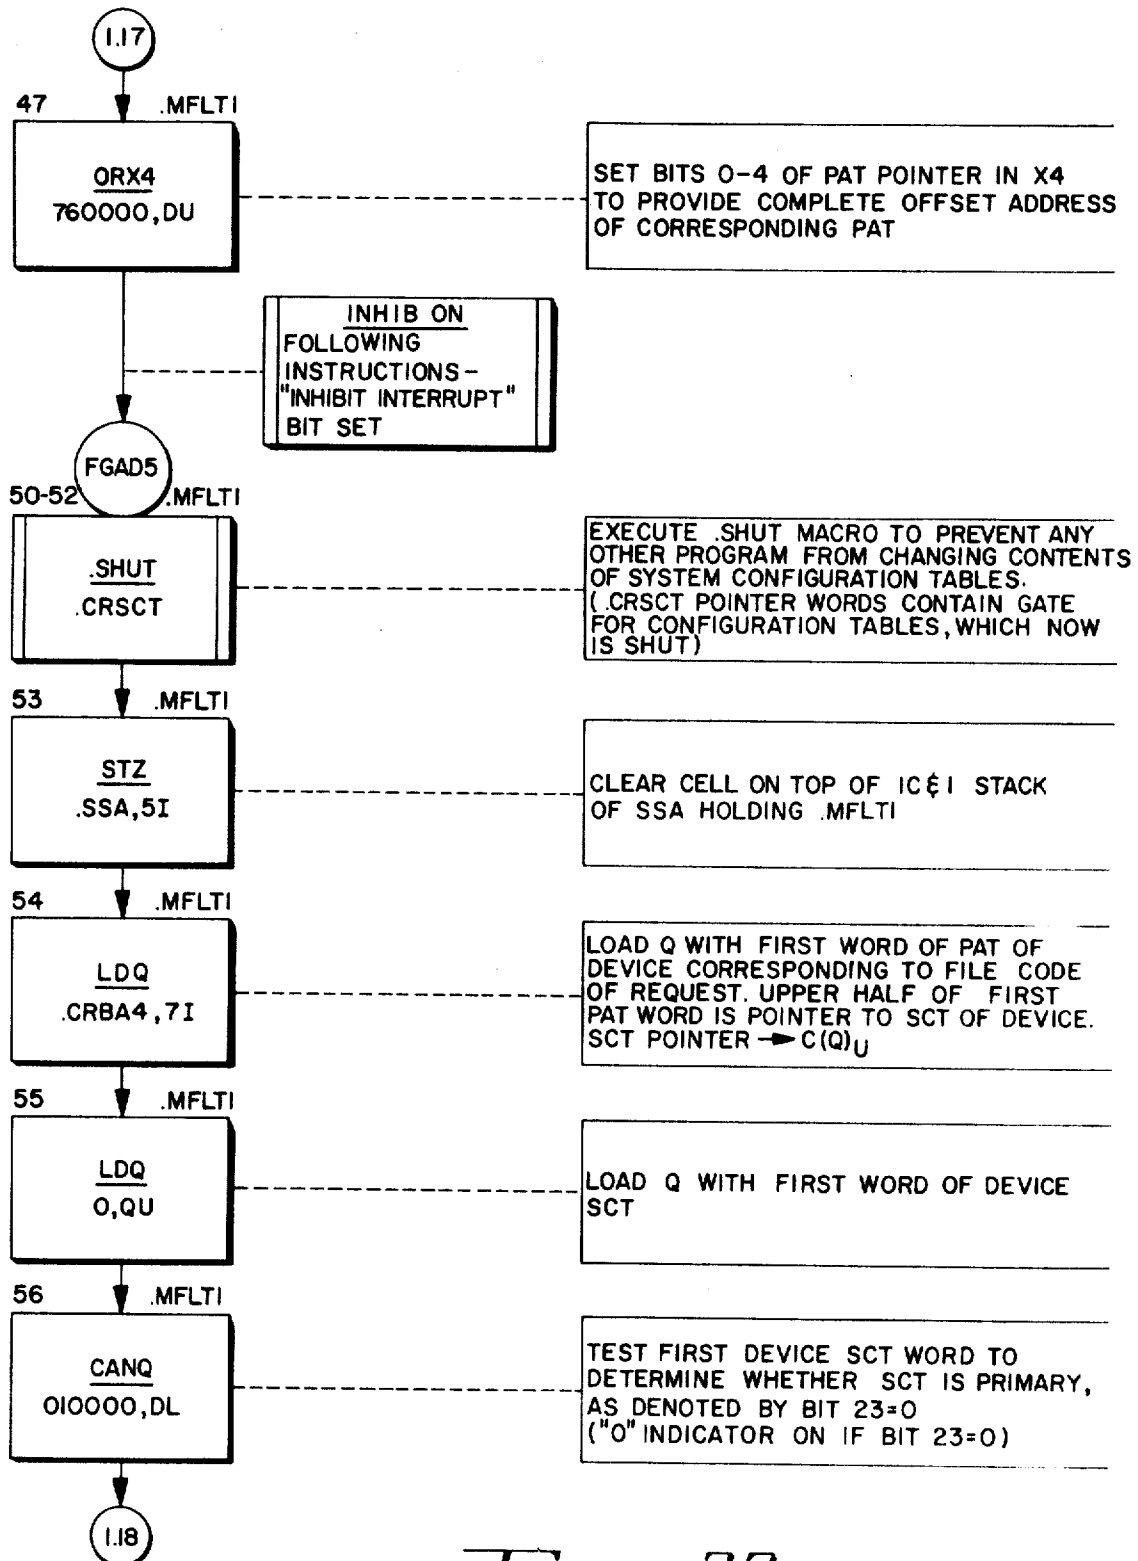 1.17
47 .MFLT1
ORX4
760000,DU
SET BITS 0-4 OF PAT POINTER IN X4
TO PROVIDE COMPLETE OFFSET ADDRESS
OF CORRESPONDING PAT
INHIB ON
FOLLOWING
INSTRUCTIONS-
"INHIBIT INTERRUPT"
BIT SET
FGAD5
50-52 .MFLT1
.SHUT
.CRSCT
EXECUTE .SHUT MACRO TO PREVENT ANY
OTHER PROGRAM FROM CHANGING CONTENTS
OF SYSTEM CONFIGURATION TABLES.
(.CRSCT POINTER WORDS CONTAIN GATE
FOR CONFIGURATION TABLES, WHICH NOW
IS SHUT)
53 .MFLT1
STZ
.SSA,5I
CLEAR CELL ON TOP OF IC&I STACK
OF SSA HOLDING .MFLT1
54 .MFLT1
LDQ
.CRBA4,7I
LOAD Q WITH FIRST WORD OF PAT OF
DEVICE CORRESPONDING TO FILE CODE
OF REQUEST. UPPER HALF OF FIRST
PAT WORD IS POINTER TO SCT OF DEVICE.
SCT POINTER → C(Q)U
55 .MFLT1
LDQ
0,QU
LOAD Q WITH FIRST WORD OF DEVICE
SCT
56 .MFLT1
CANQ
010000,DL
TEST FIRST DEVICE SCT WORD TO
DETERMINE WHETHER SCT IS PRIMARY,
AS DENOTED BY BIT 23=0
("0" INDICATOR ON IF BIT 23=0)
1.18